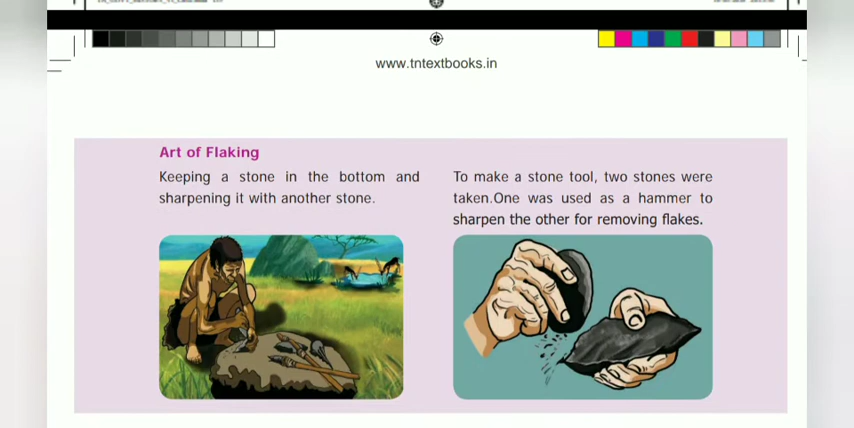 www.tntextbooks.in
Art of Flaking
Keeping a stone in the bottom and
sharpening it with another stone.
To make a stone tool, two stones were
taken.One was used as a hammer to
sharpen the other for removing flakes.